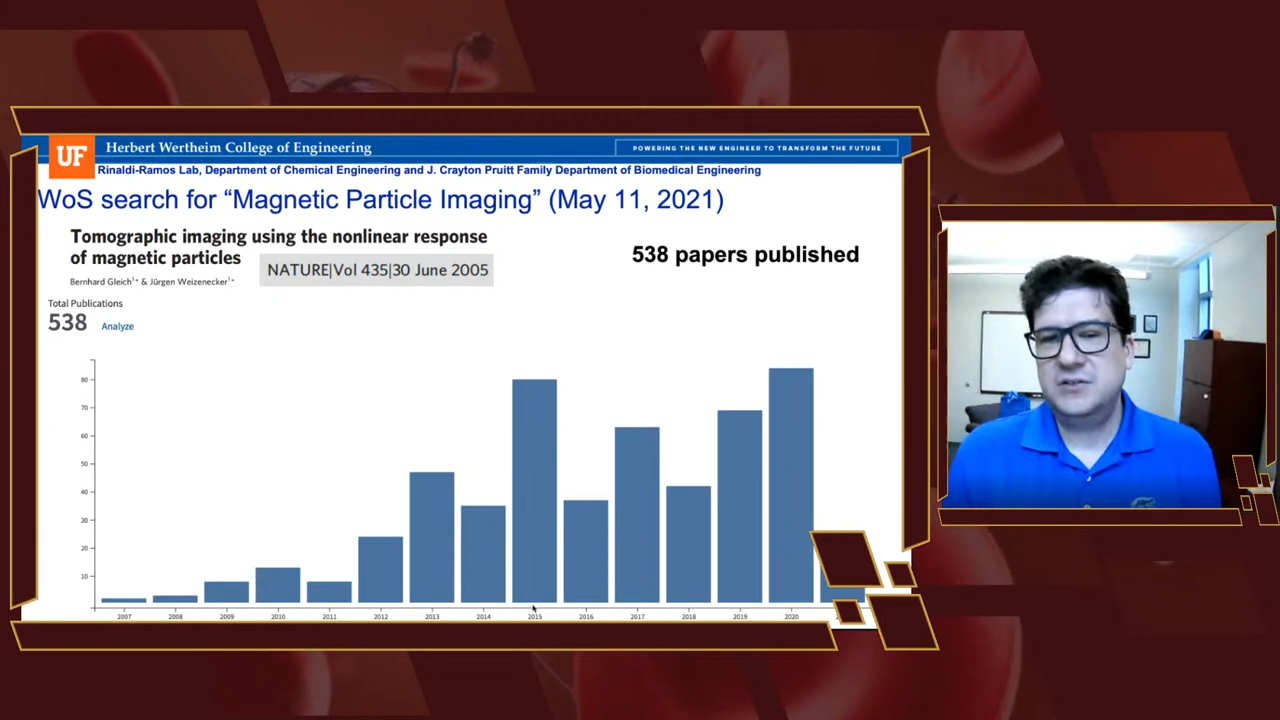 UF
Herbert Wertheim College of Engineering
POWERING THE NEW ENGINEER TO TRANSFORM THE FUTURE
Rinaldi-Ramos Lab, Department of Chemical Engineering and J. Crayton Pruitt Family Department of Biomedical Engineering
WoS search for “Magnetic Particle Imaging” (May 11, 2021)
Tomographic imaging using the nonlinear response
of magnetic particles
NATURE|Vol 435|30 June 2005
Bernhard Gleich¹* & Jürgen Weizenecker¹*
538 papers published
Total Publications
538 Analyze
80
70
60
50
40
30
20
10
2007 2008 2009 2010 2011 2012 2013 2014 2015 2016 2017 2018 2019 2020